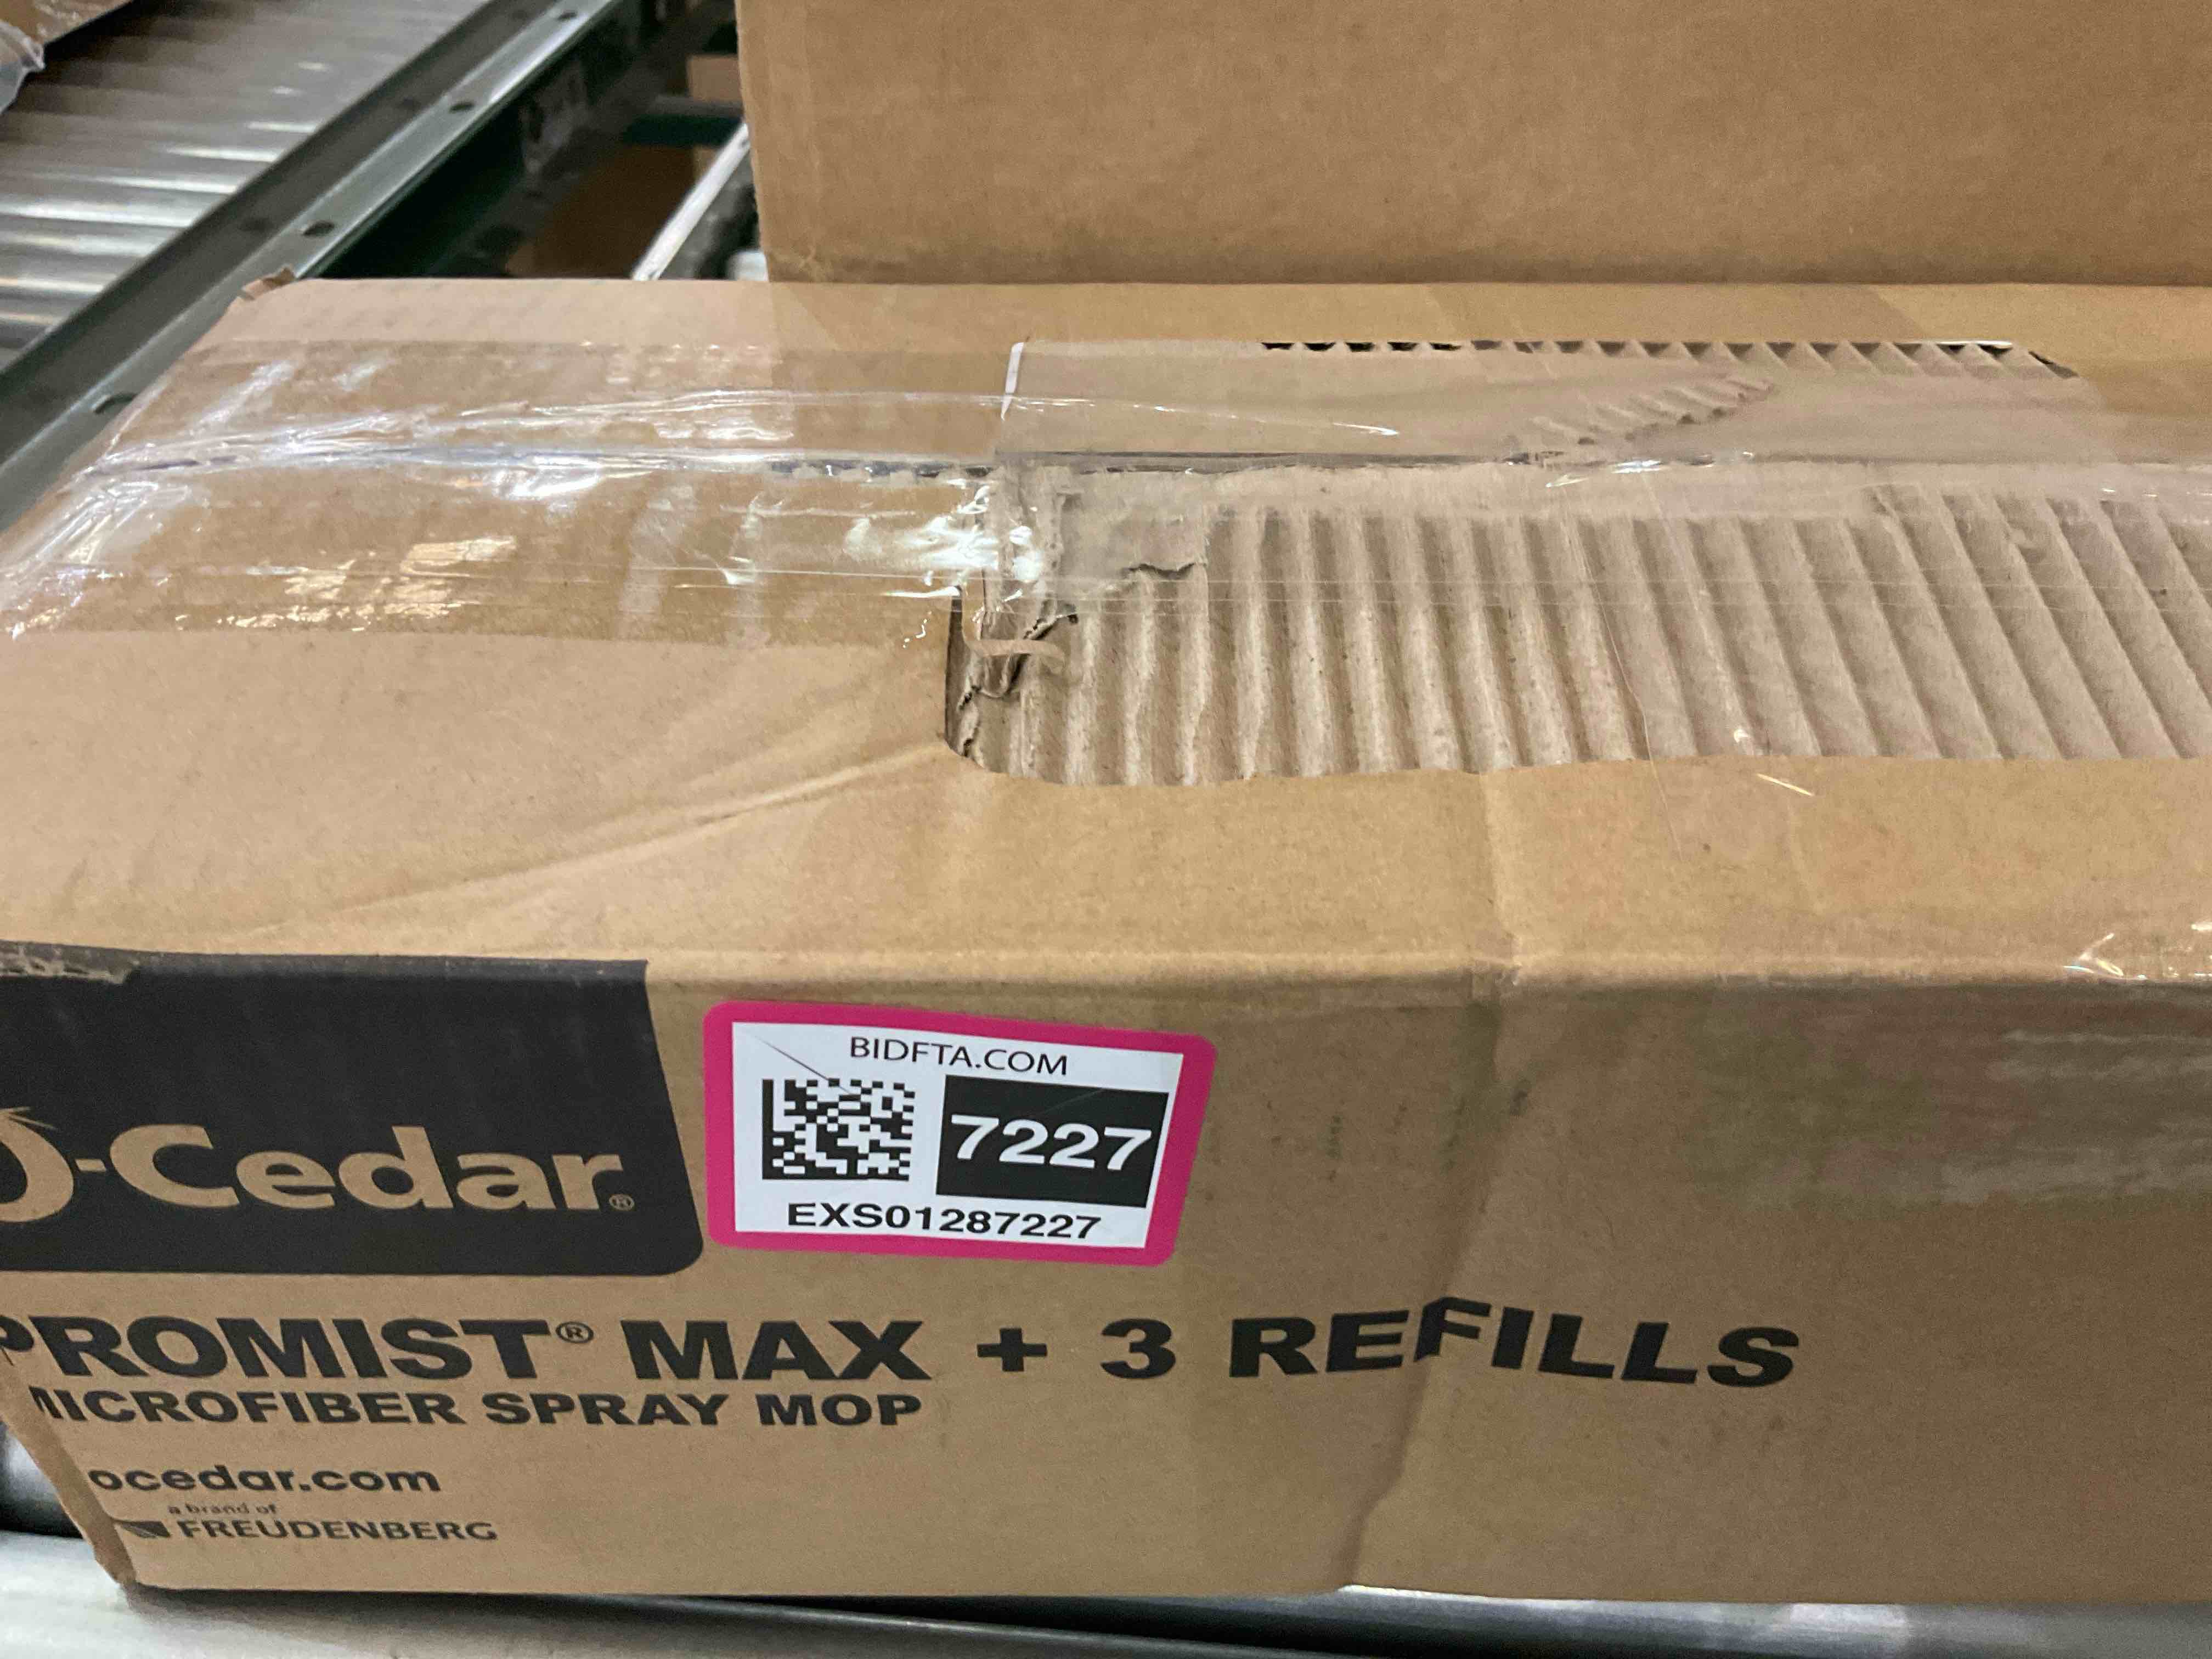 BIDFTA.COM
7227
EXS01287227
O-Cedar®
PROMIST® MAX + 3 REFILLS
MICROFIBER SPRAY MOP
ocedar.com
a brand of
FREUDENBERG